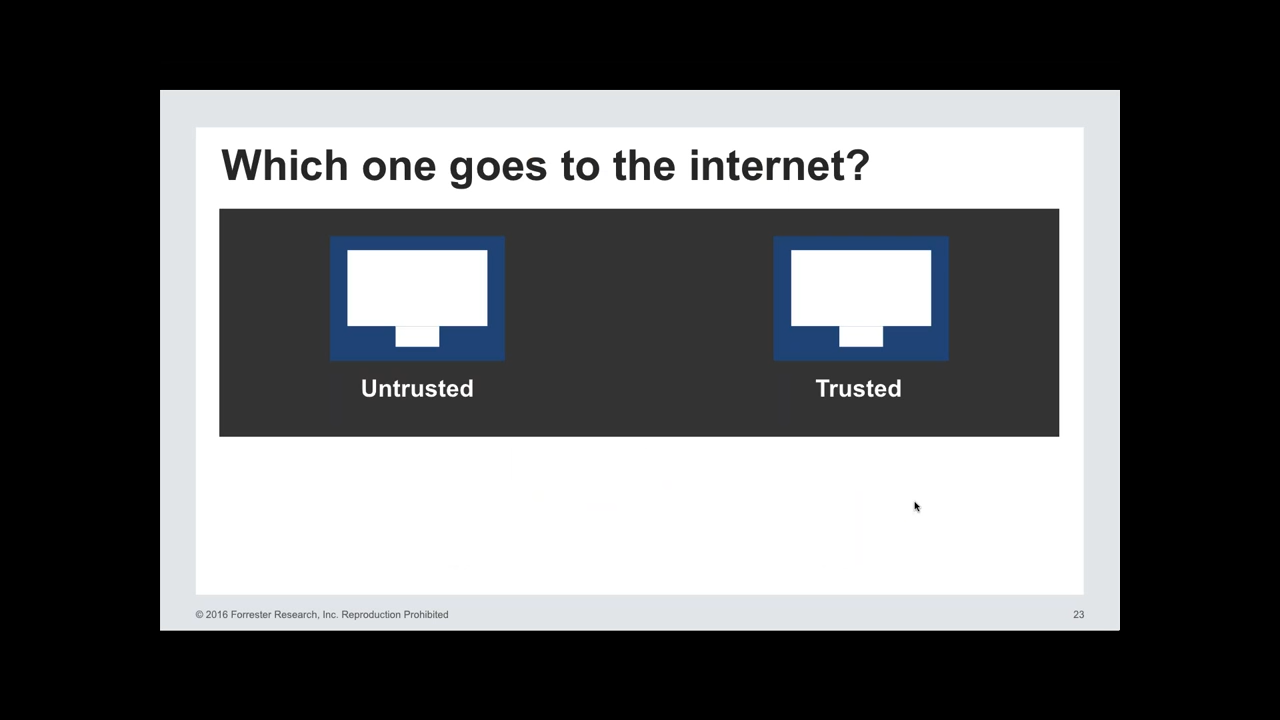 Which one goes to the internet?
Untrusted
Trusted
© 2016 Forrester Research, Inc. Reproduction Prohibited
23